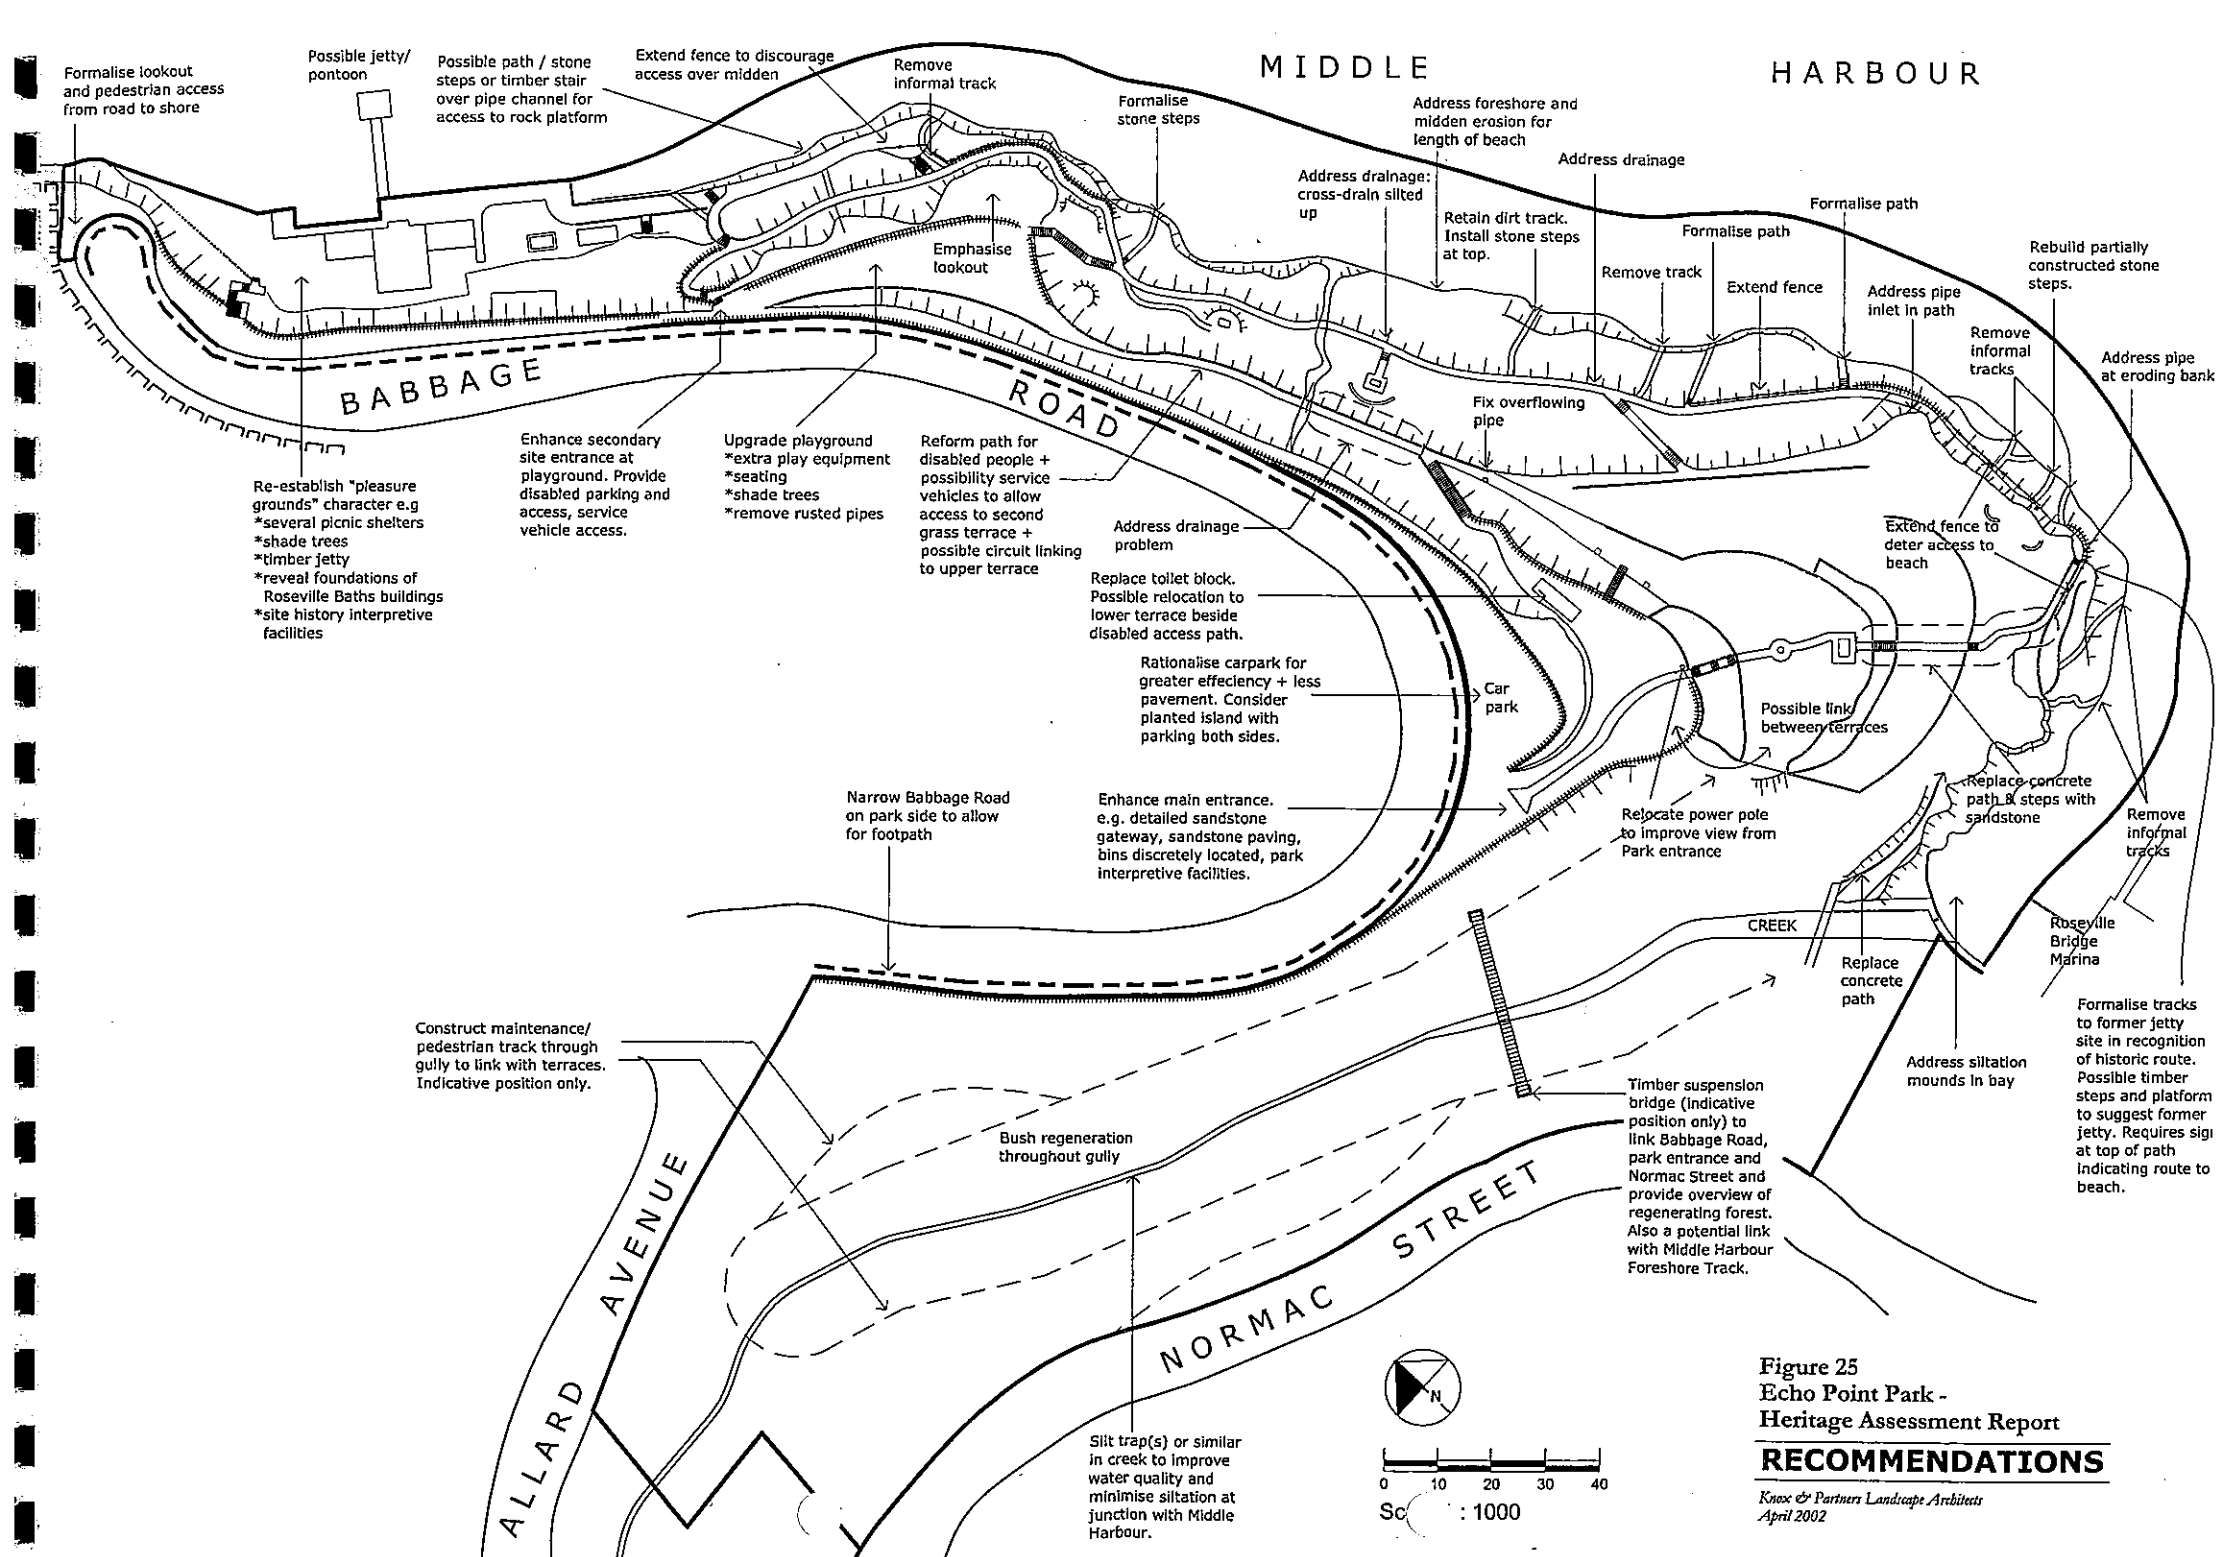 MIDDLE HARBOUR
Formalise lookout
and pedestrian access
from road to shore
Possible jetty/
pontoon
Possible path / stone
steps or timber stair
over pipe channel for
access to rock platform
Extend fence to discourage
access over midden
Remove
informal track
Formalise
stone steps
Address foreshore and
midden erosion for
length of beach
Address drainage:
cross-drain silted
up
Address drainage
Retain dirt track.
Install stone steps
at top.
Formalise path
Formalise path
Remove track
Extend fence
Address pipe
inlet in path
Rebuild partially
constructed stone
steps.
Remove
informal
tracks
Address pipe
at eroding bank
Emphasise
lookout
BABBAGE ROAD
Fix overflowing
pipe
Re-establish "pleasure
grounds" character e.g
*several picnic shelters
*shade trees
*timber jetty
*reveal foundations of
Roseville Baths buildings
*site history interpretive
facilities
Enhance secondary
site entrance at
playground. Provide
disabled parking and
access, service
vehicle access.
Upgrade playground
*extra play equipment
*seating
*shade trees
*remove rusted pipes
Reform path for
disabled people +
possibility service
vehicles to allow
access to second
grass terrace +
possible circuit linking
to upper terrace
Address drainage
problem
Extend fence to
deter access to
beach
Replace toilet block.
Possible relocation to
lower terrace beside
disabled access path.
Rationalise carpark for
greater effeciency + less
pavement. Consider
planted island with
parking both sides.
Car
park
Possible link
between terraces
Narrow Babbage Road
on park side to allow
for footpath
Enhance main entrance.
e.g. detailed sandstone
gateway, sandstone paving,
bins discretely located, park
interpretive facilities.
Relocate power pole
to improve view from
Park entrance
Replace concrete
path & steps with
sandstone
Remove
informal
tracks
CREEK
Replace
concrete
path
Roseville
Bridge
Marina
Construct maintenance/
pedestrian track through
gully to link with terraces.
Indicative position only.
Address siltation
mounds in bay
Formalise tracks
to former jetty
site in recognition
of historic route.
Possible timber
steps and platform
to suggest former
jetty. Requires sig
at top of path
indicating route to
beach.
Bush regeneration
throughout gully
Timber suspension
bridge (indicative
position only) to
link Babbage Road,
park entrance and
Normac Street and
provide overview of
regenerating forest.
Also a potential link
with Middle Harbour
Foreshore Track.
ALLARD AVENUE
NORMAC STREET
Silt trap(s) or similar
in creek to improve
water quality and
minimise siltation at
junction with Middle
Harbour.
N
0 10 20 30 40
Sc : 1000
Figure 25
Echo Point Park -
Heritage Assessment Report
RECOMMENDATIONS
Knox & Partners Landscape Architects
April 2002